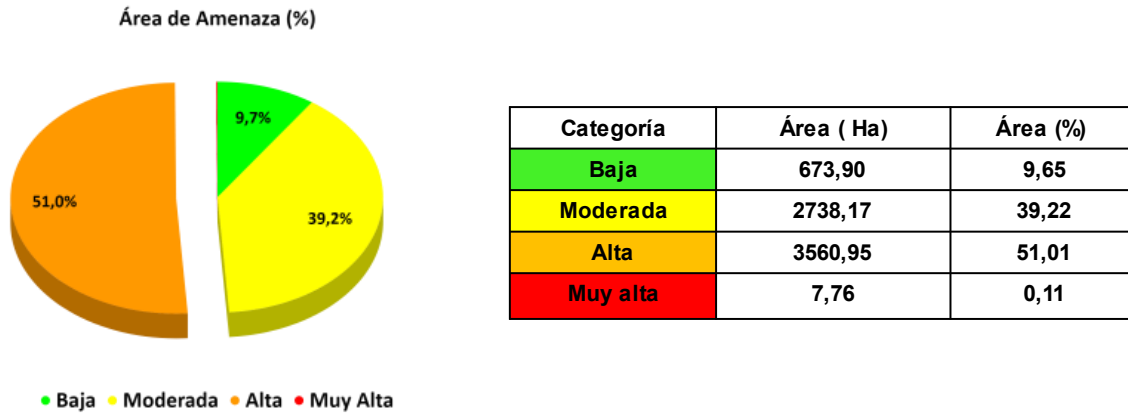 Área de Amenaza (%)
9,7%
39,2%
51,0%
Baja Moderada Alta Muy Alta
Categoría Área ( Ha) Área (%)
Baja 673,90 9,65
Moderada 2738,17 39,22
Alta 3560,95 51,01
Muy alta 7,76 0,11